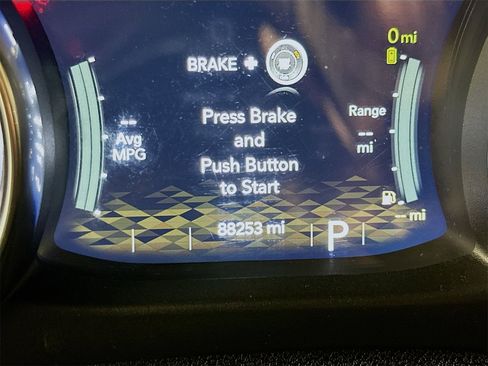 0 mi
BRAKE +
Press Brake
and
Push Button
to Start
--
Avg
MPG
Range
--
mi
-- mi
88253 mi
P